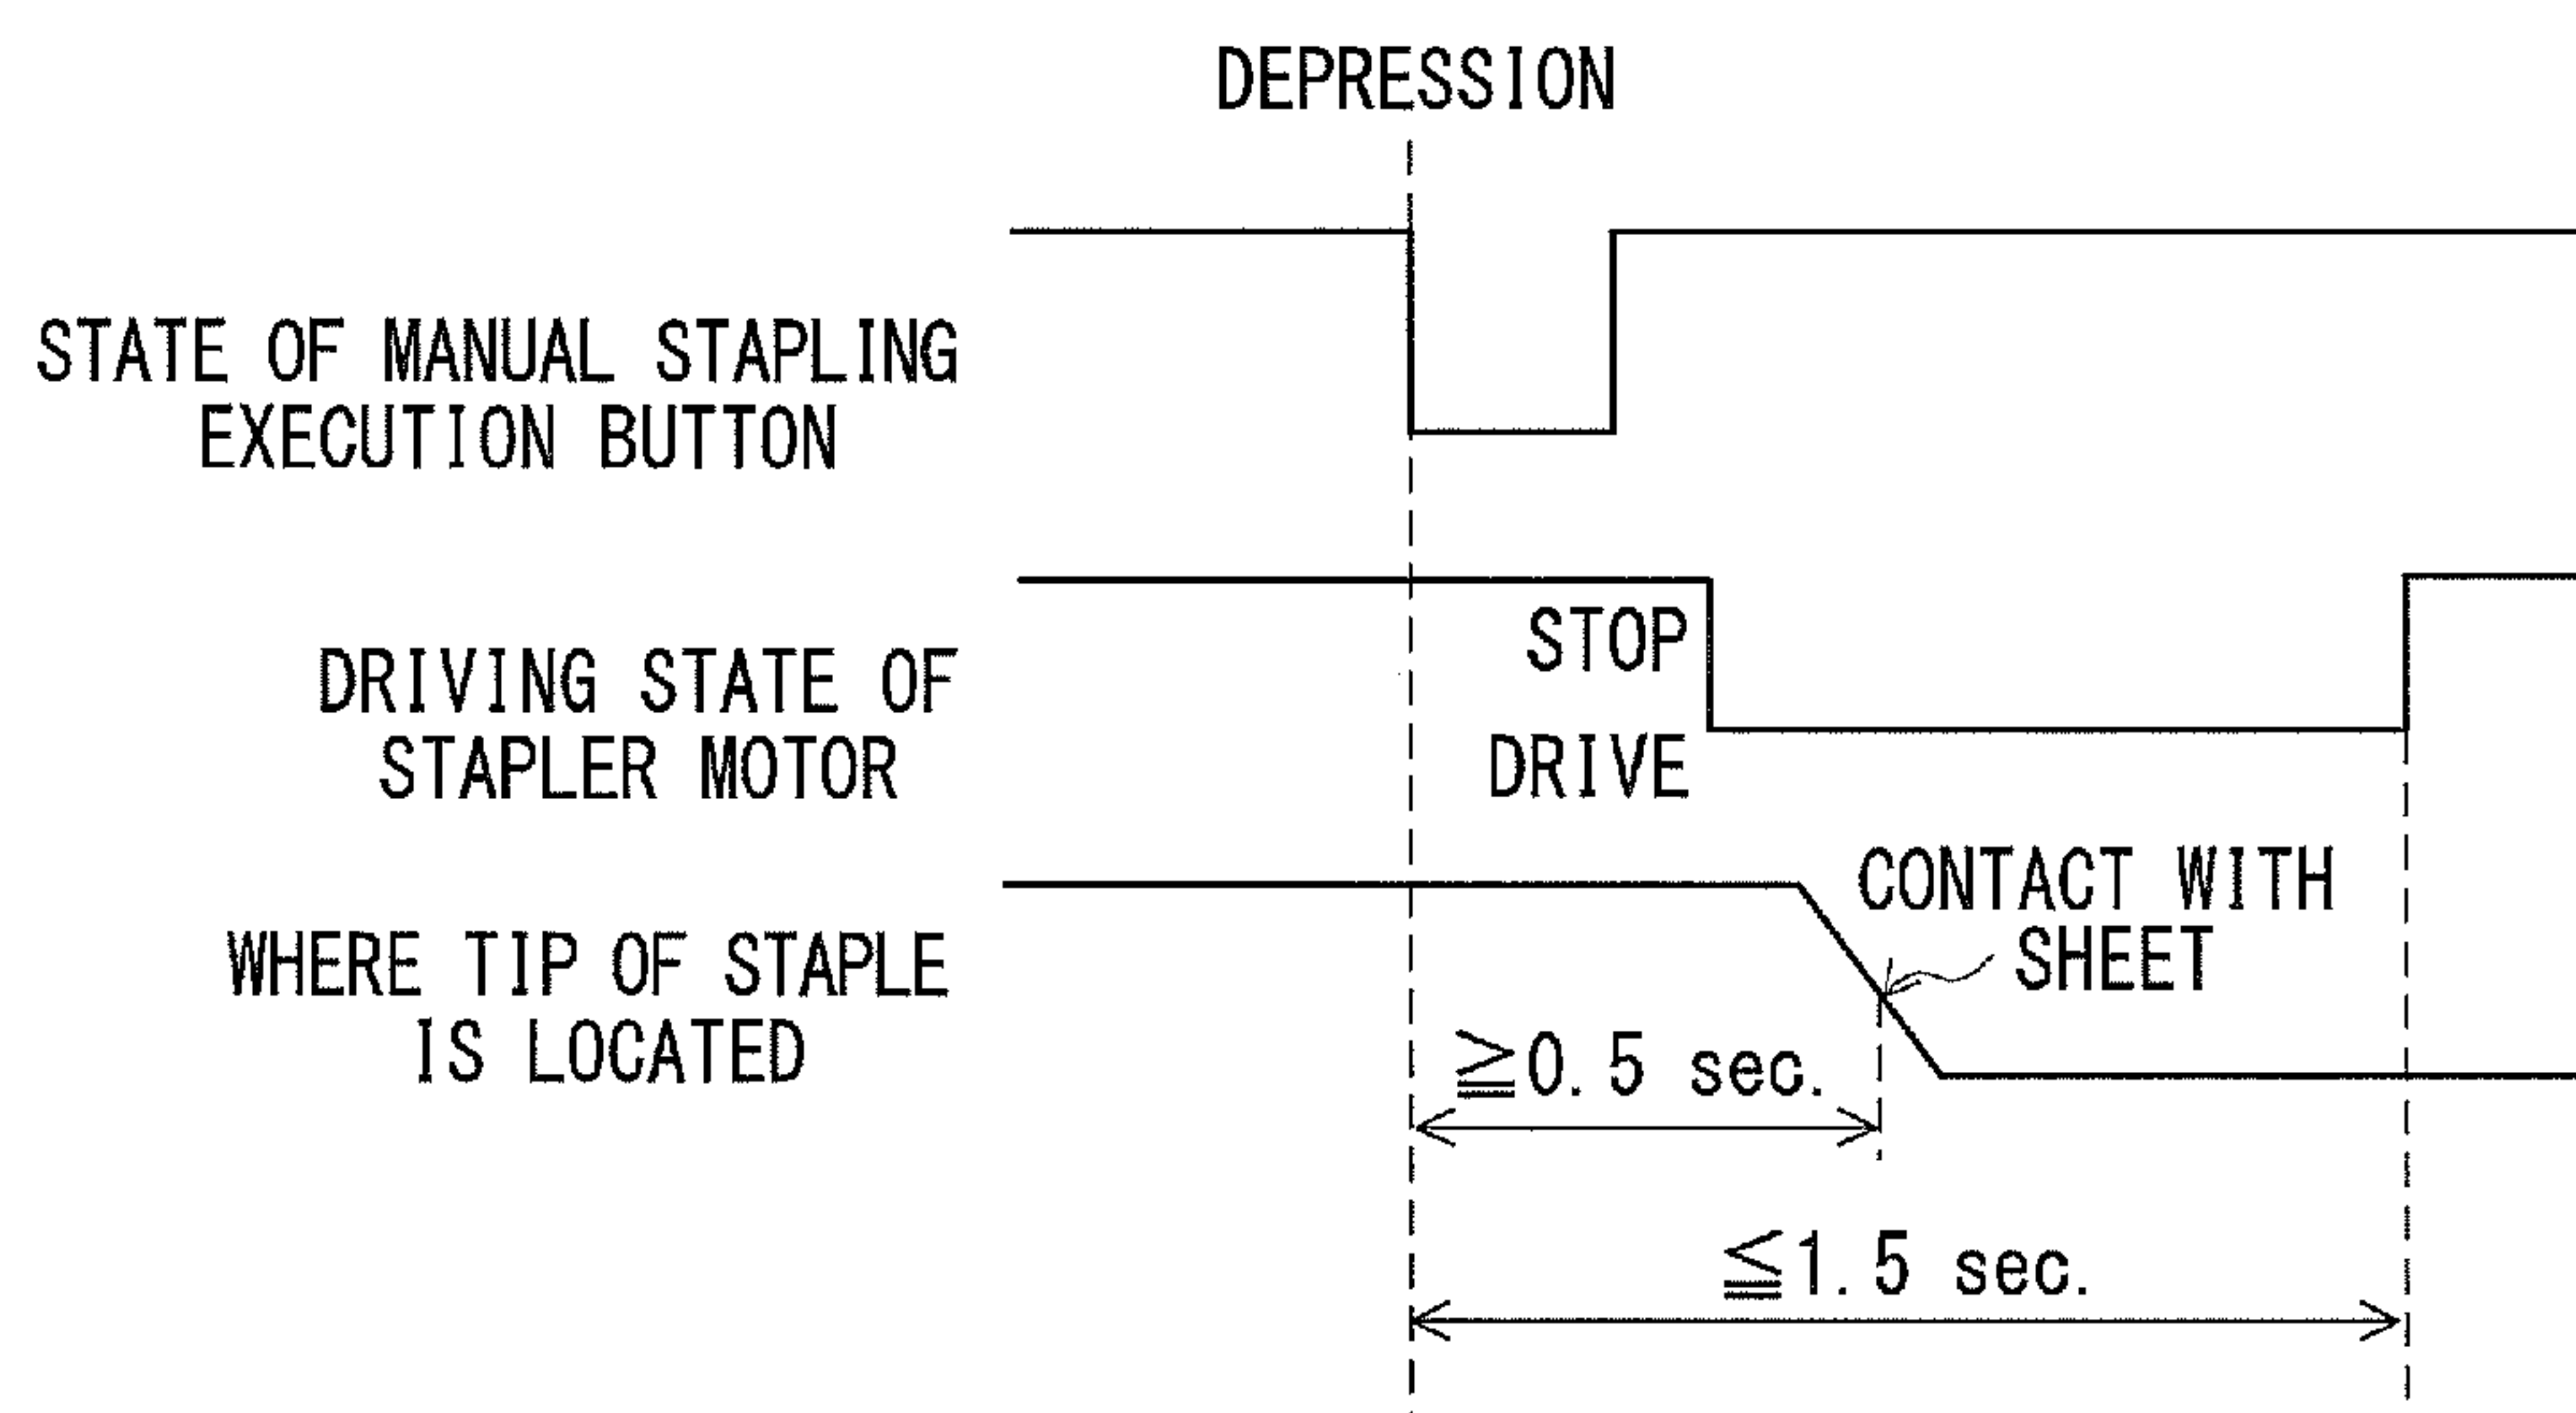 DEPRESSION
STATE OF MANUAL STAPLING
EXECUTION BUTTON
STOP
DRIVE
DRIVING STATE OF
STAPLER MOTOR
CONTACT WITH
SHEET
WHERE TIP OF STAPLE
IS LOCATED
≧0.5 sec.
≦1.5 sec.